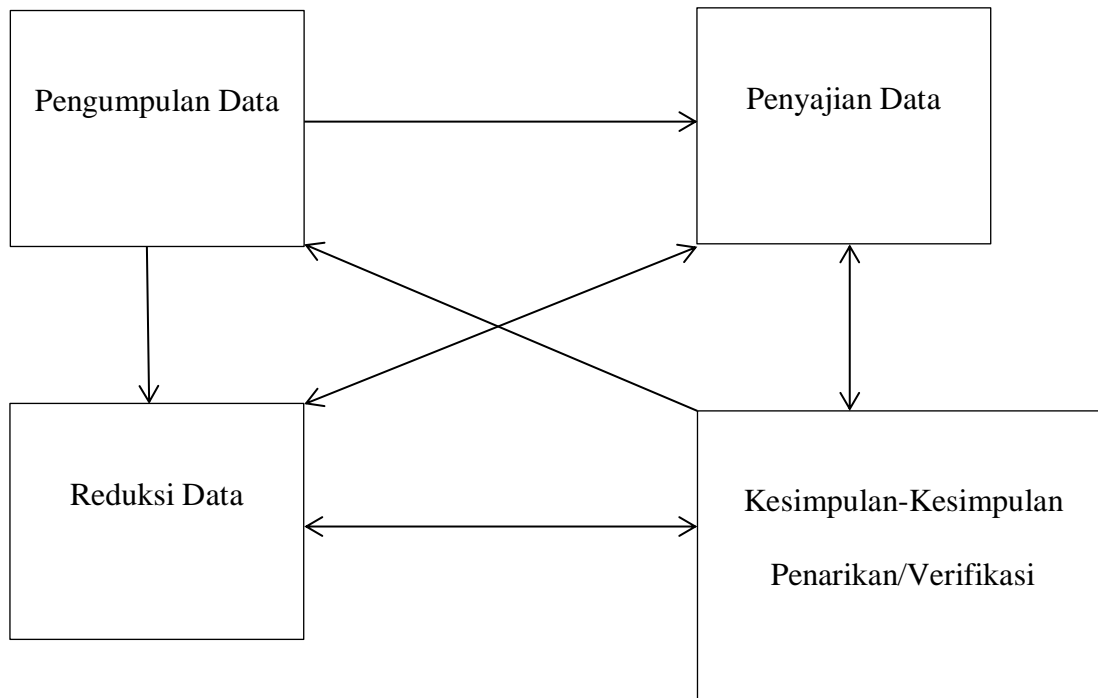 Pengumpulan Data
Penyajian Data
Reduksi Data
Kesimpulan-Kesimpulan
Penarikan/Verifikasi